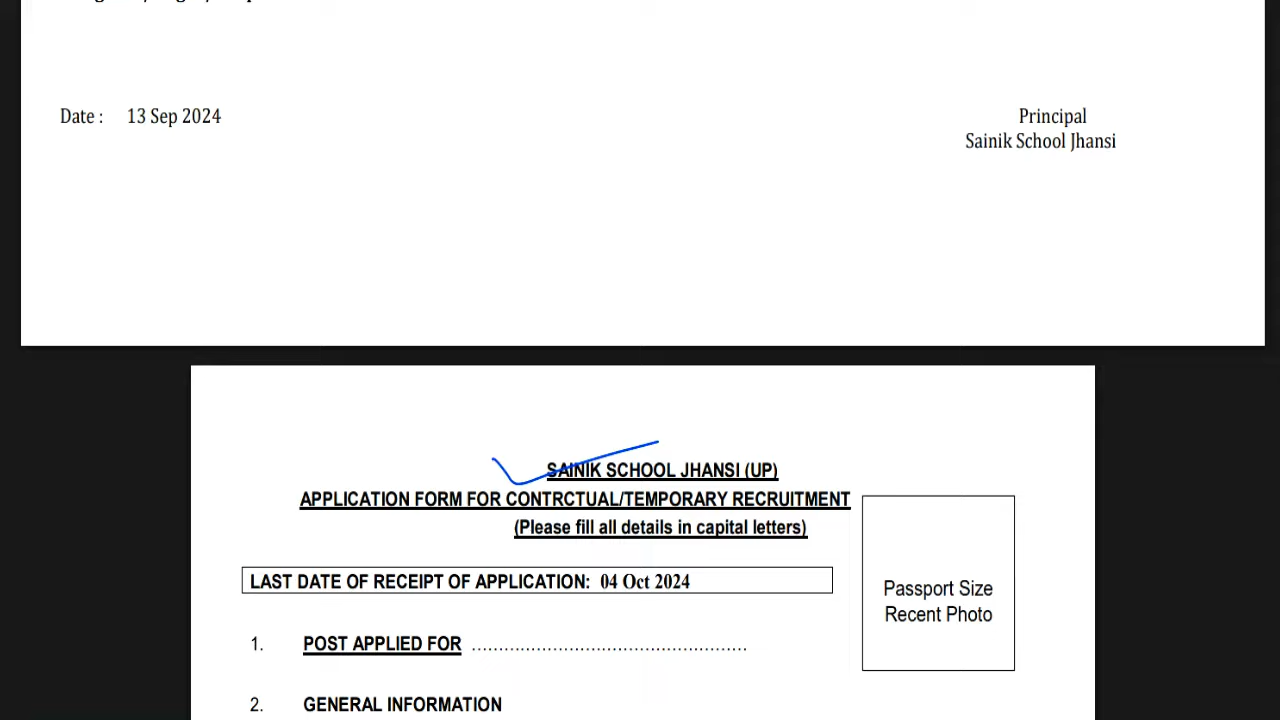 Date : 13 Sep 2024
Principal
Sainik School Jhansi
SAINIK SCHOOL JHANSI (UP)
APPLICATION FORM FOR CONTRCTUAL/TEMPORARY RECRUITMENT
(Please fill all details in capital letters)
LAST DATE OF RECEIPT OF APPLICATION: 04 Oct 2024
Passport Size
Recent Photo
1. POST APPLIED FOR ....................................................
2. GENERAL INFORMATION